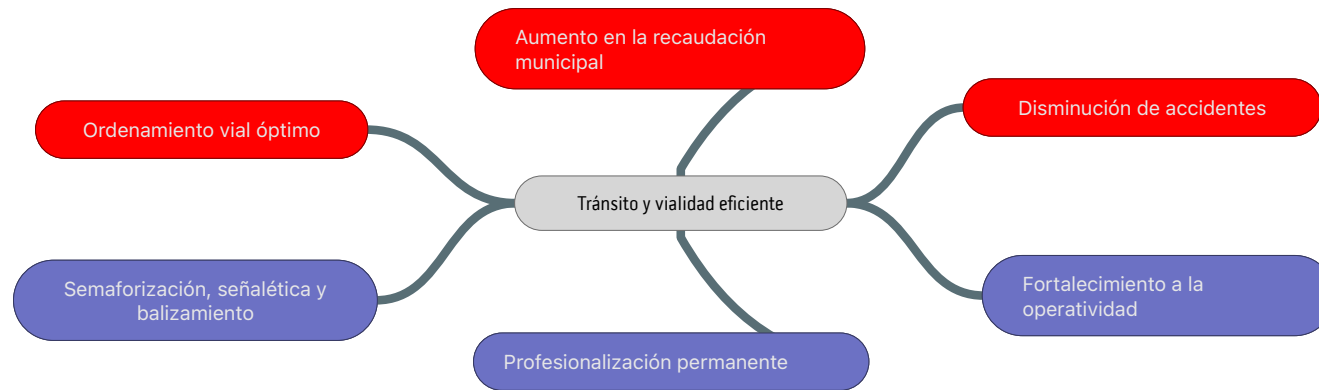 Aumento en la recaudación
municipal
Ordenamiento vial óptimo
Disminución de accidentes
Tránsito y vialidad eficiente
Semaforización, señalética y
balizamiento
Fortalecimiento a la
operatividad
Profesionalización permanente